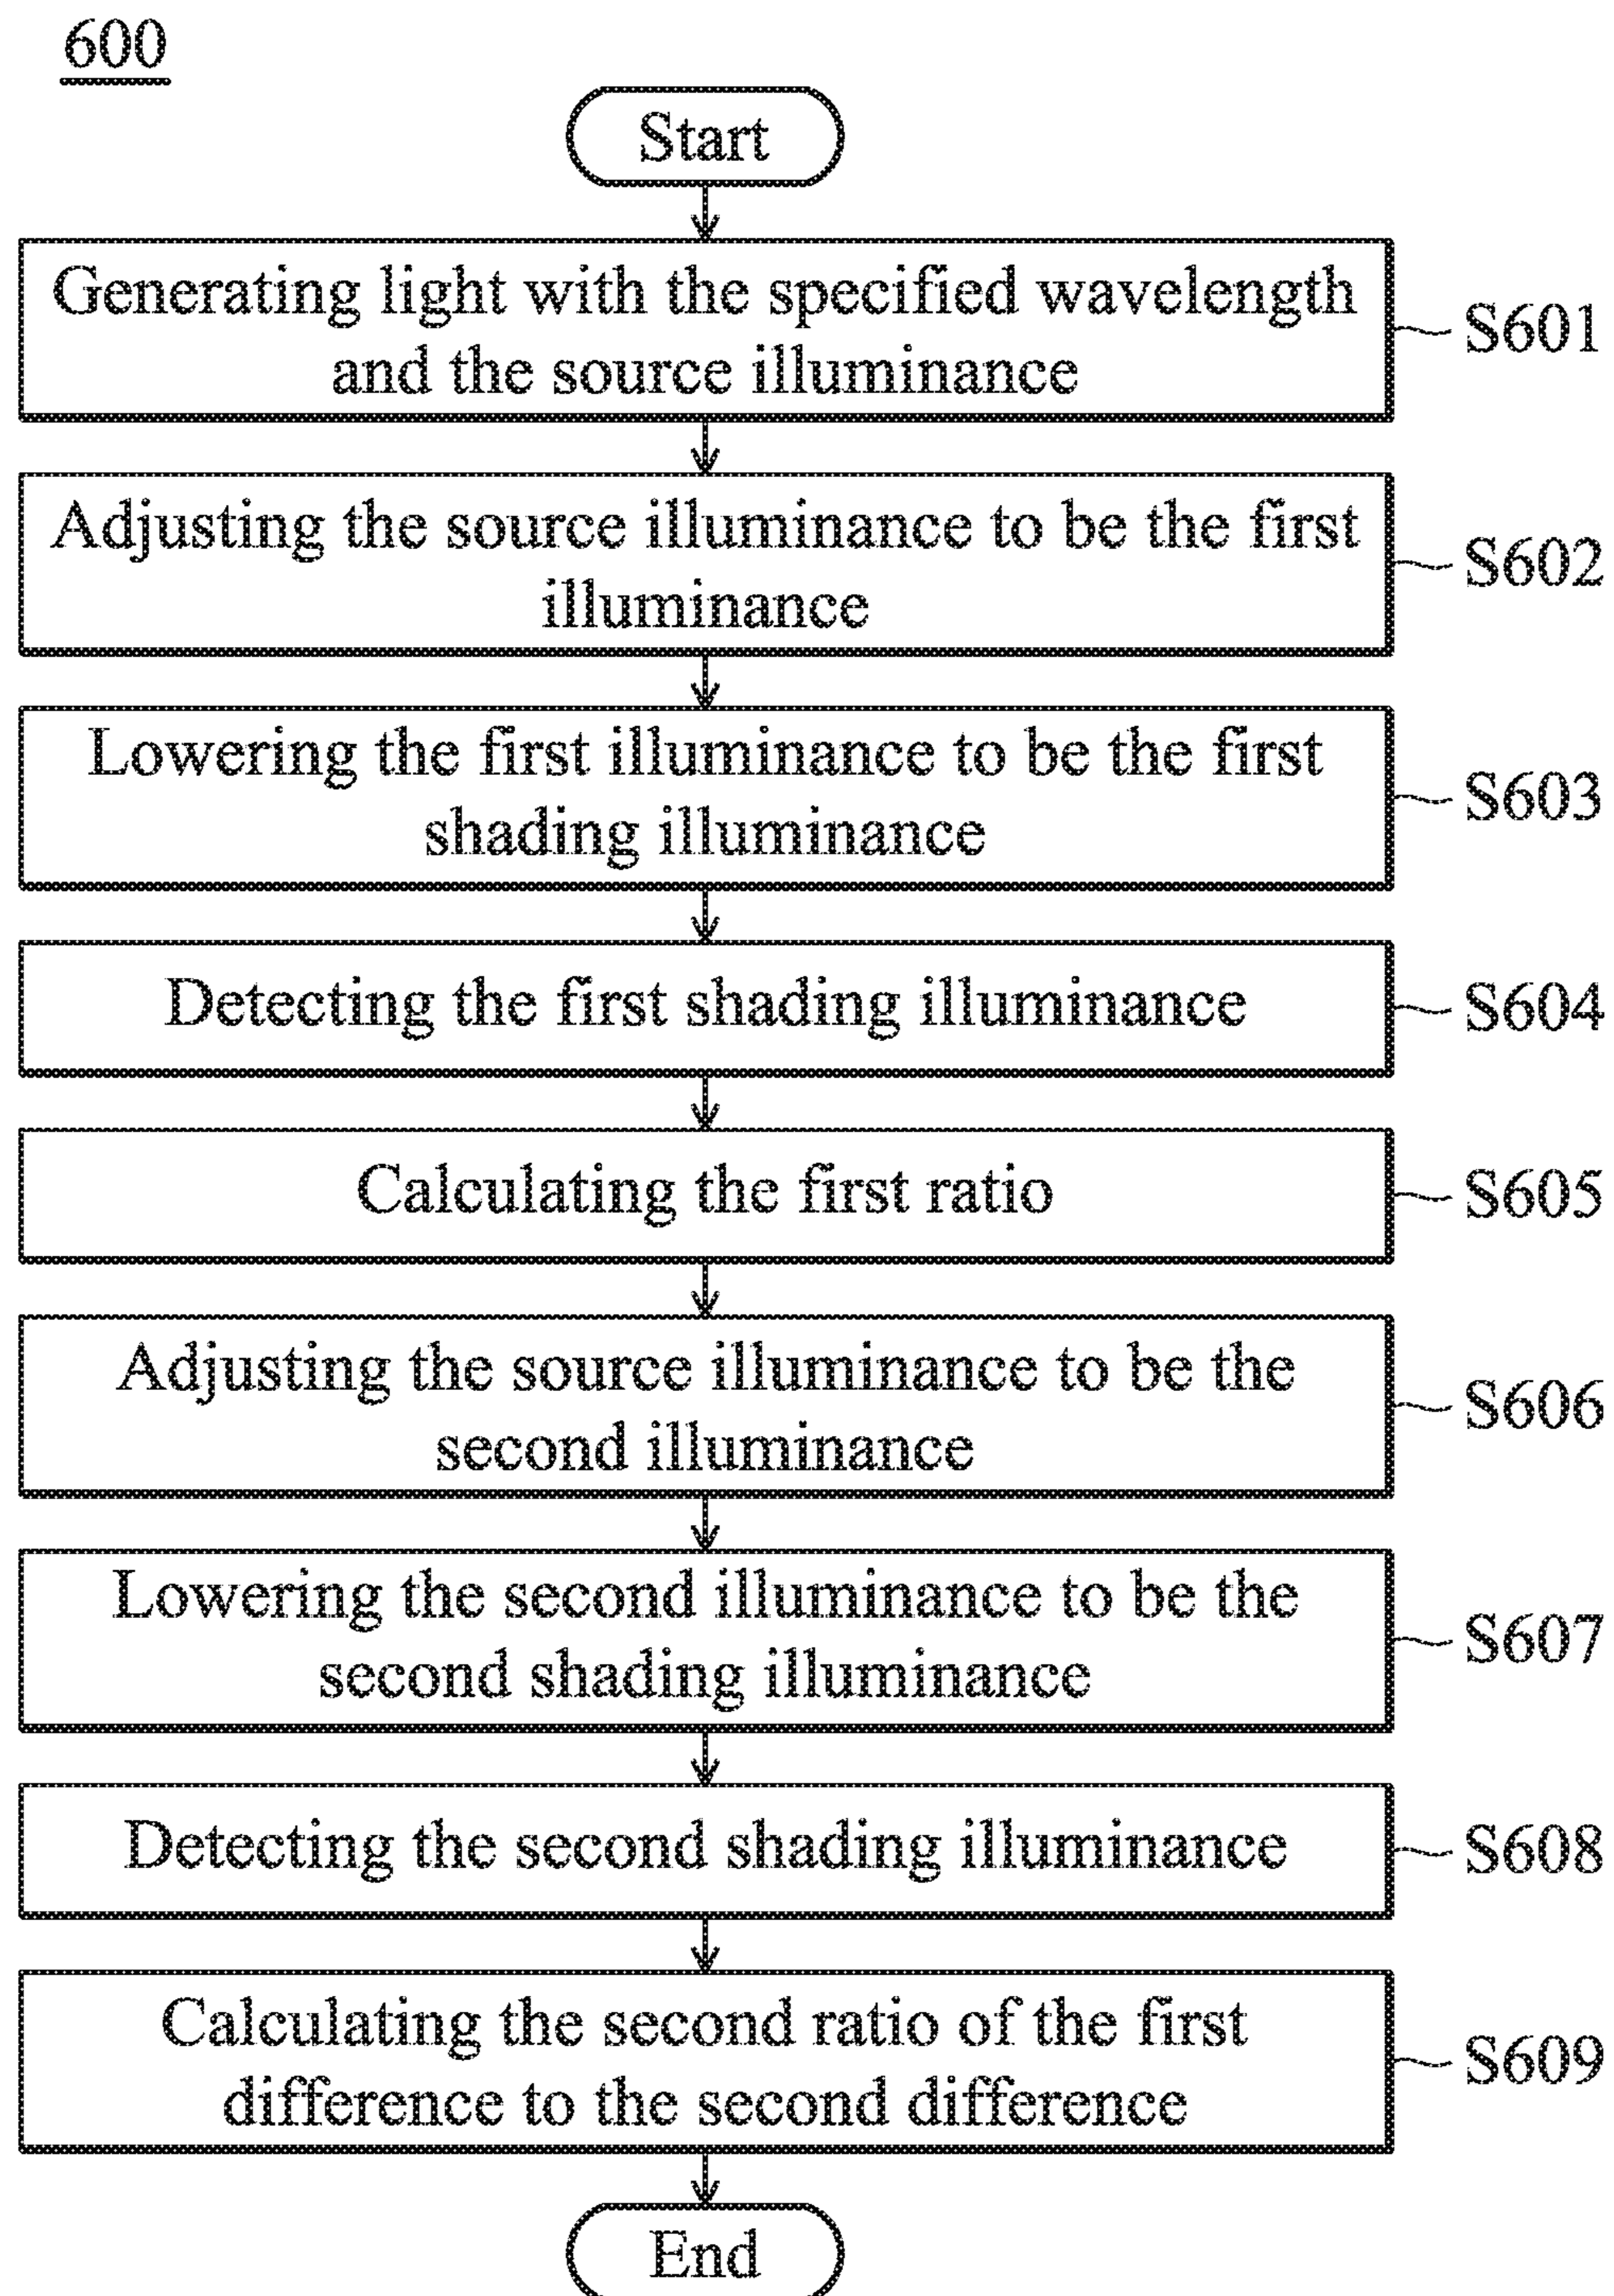 600
Start
Generating light with the specified wavelength
and the source illuminance
S601
Adjusting the source illuminance to be the first
illuminance
S602
Lowering the first illuminance to be the first
shading illuminance
S603
Detecting the first shading illuminance
S604
Calculating the first ratio
S605
Adjusting the source illuminance to be the
second illuminance
S606
Lowering the second illuminance to be the
second shading illuminance
S607
Detecting the second shading illuminance
S608
Calculating the second ratio of the first
difference to the second difference
S609
End